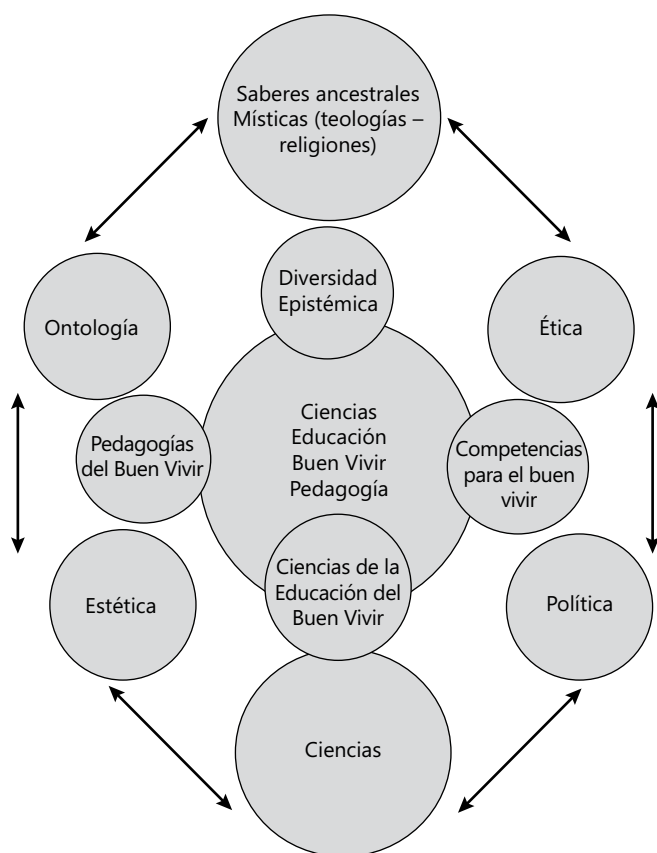 Saberes ancestrales
Místicas (teologías –
religiones)
Diversidad
Epistémica
Ontología
Ética
Ciencias
Educación
Buen Vivir
Pedagogía
Pedagogías
del Buen Vivir
Competencias
para el buen
vivir
Ciencias de la
Educación del
Buen Vivir
Estética
Política
Ciencias